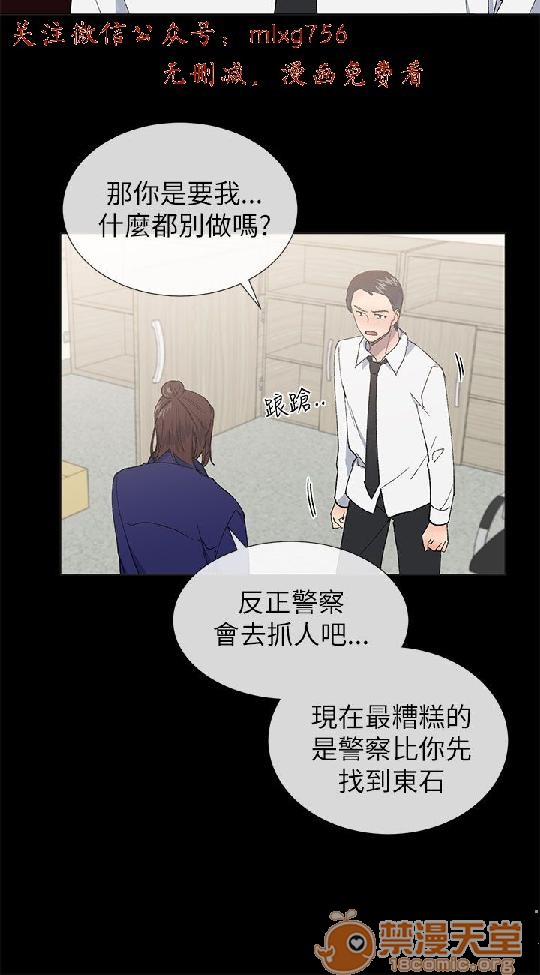 关注微信公众号：mlxg756
无删减，漫画免费看
那你是要我...
什麼都別做嗎?
踉蹌..
反正警察
會去抓人吧...
現在最糟糕的
是警察比你先
找到東石
禁漫天堂
18comic.org